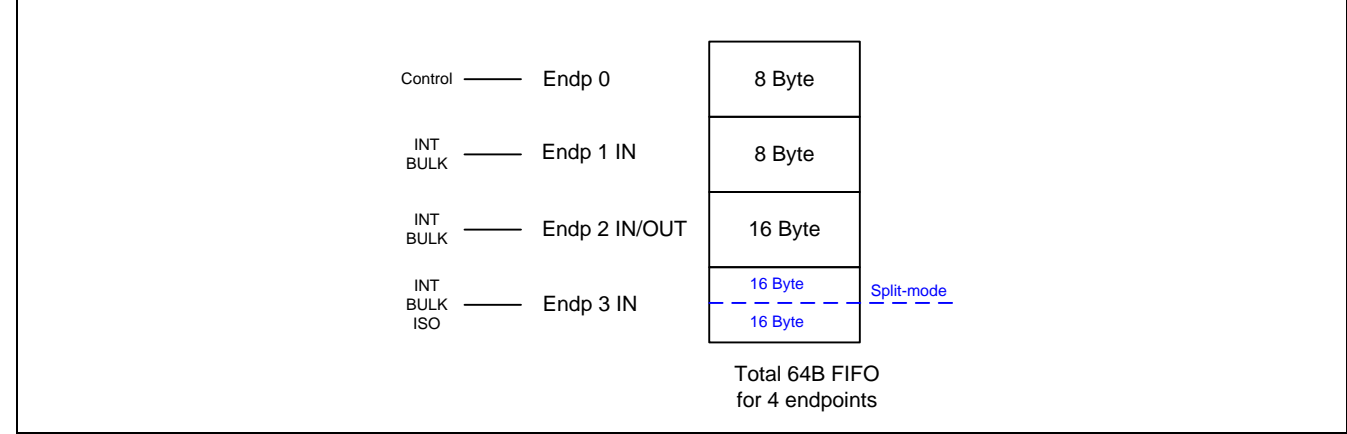 Control
Endp 0
8 Byte
INT
BULK
Endp 1 IN
8 Byte
INT
BULK
Endp 2 IN/OUT
16 Byte
INT
BULK
ISO
Endp 3 IN
16 Byte
Split-mode
16 Byte
Total 64B FIFO
for 4 endpoints